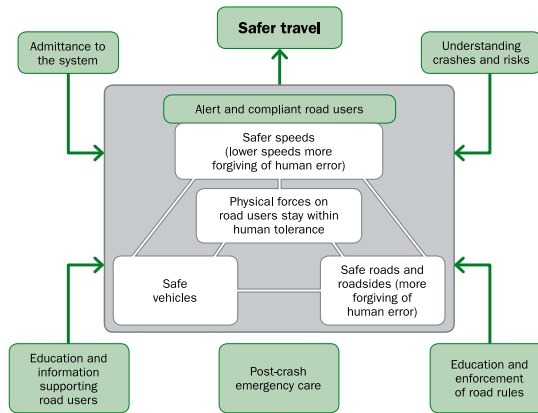 Safer travel
Admittance to
the system
Understanding
crashes and risks
Alert and compliant road users
Safer speeds
(lower speeds more
forgiving of human error)
Physical forces on
road users stay within
human tolerance
Safe
vehicles
Safe roads and
roadsides (more
forgiving of
human error)
Education and
information
supporting
road users
Post-crash
emergency care
Education and
enforcement
of road rules